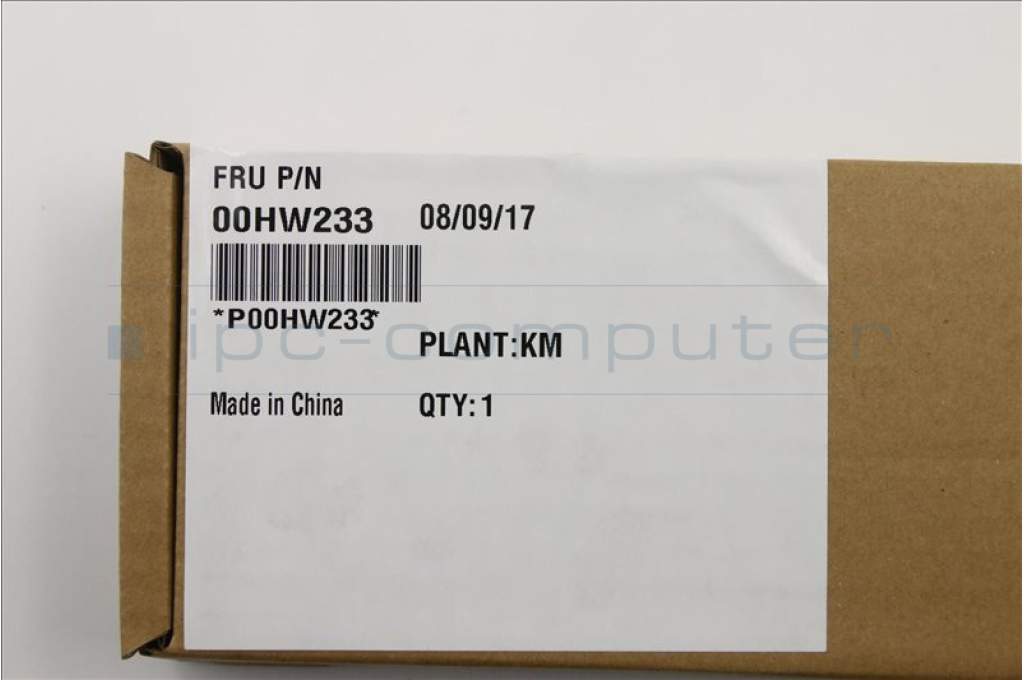 FRU P/N
00HW233 08/09/17
*P00HW233*
ipc-computer
PLANT:KM
Made in China QTY: 1